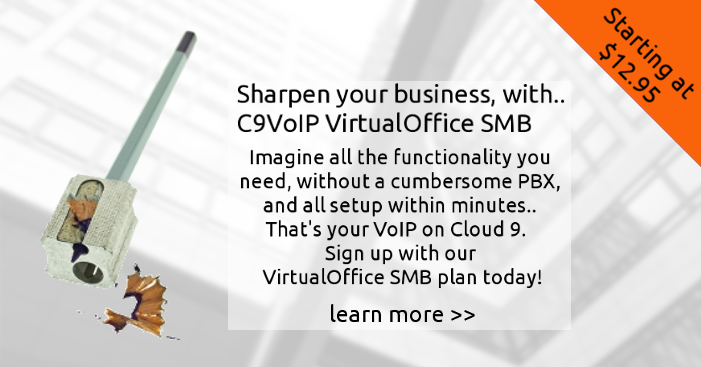 Starting at
$12.95
Sharpen your business, with..
C9VoIP VirtualOffice SMB
Imagine all the functionality you
need, without a cumbersome PBX,
and all setup within minutes..
That's your VoIP on Cloud 9.
Sign up with our
VirtualOffice SMB plan today!
learn more >>